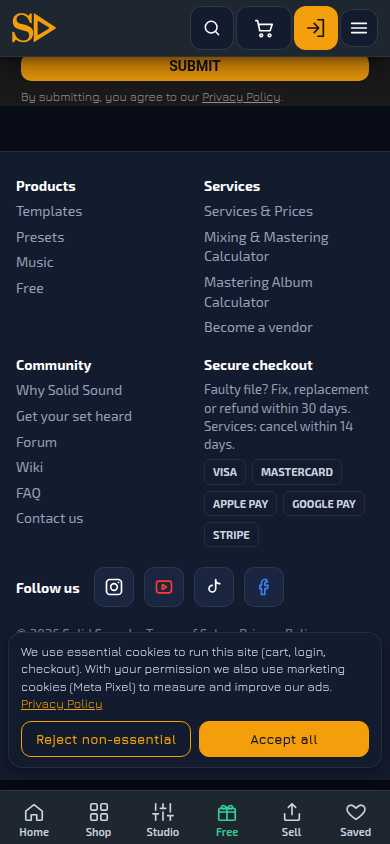 SD
SUBMIT
By submitting, you agree to our Privacy Policy.
Products
Templates
Presets
Music
Free
Services
Services & Prices
Mixing & Mastering
Calculator
Mastering Album
Calculator
Become a vendor
Community
Why Solid Sound
Get your set heard
Forum
Wiki
FAQ
Contact us
Secure checkout
Faulty file? Fix, replacement
or refund within 30 days.
Services: cancel within 14
days.
VISA
MASTERCARD
APPLE PAY
GOOGLE PAY
STRIPE
Follow us
We use essential cookies to run this site (cart, login,
checkout). With your permission we also use marketing
cookies (Meta Pixel) to measure and improve our ads.
Privacy Policy
Reject non-essential
Accept all
Home
Shop
Studio
Free
Sell
Saved